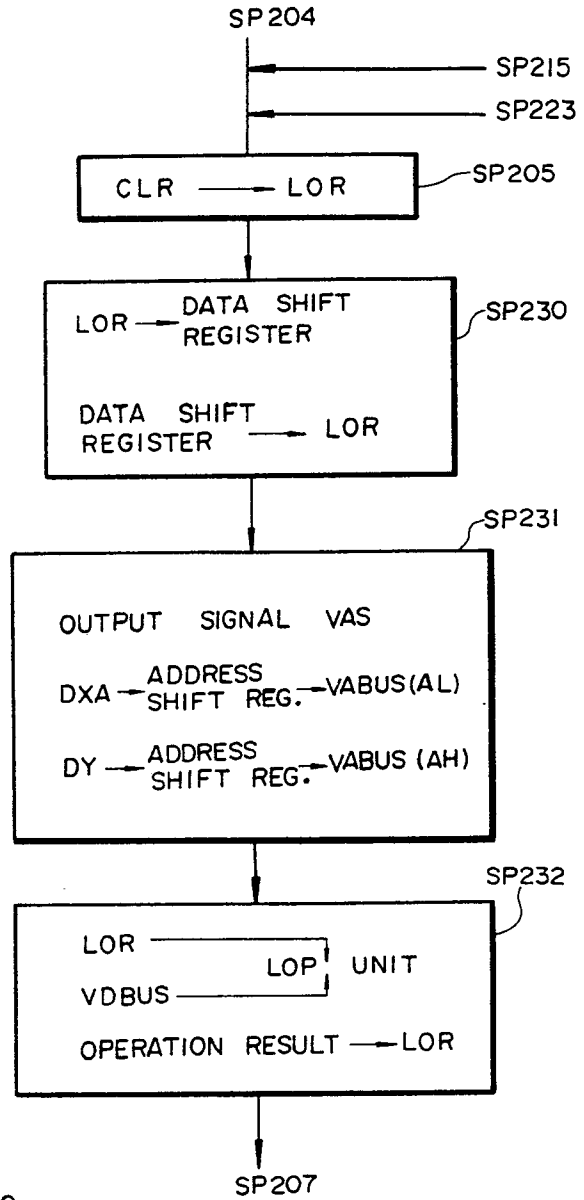 SP204
SP215
SP223
CLR → LOR
SP205
LOR → DATA SHIFT
REGISTER
SP230
DATA SHIFT
REGISTER → LOR
SP231
OUTPUT SIGNAL VAS
DXA → ADDRESS
SHIFT REG. → VABUS(AL)
DY → ADDRESS
SHIFT REG. → VABUS (AH)
SP232
LOR
LOP UNIT
VDBUS
OPERATION RESULT → LOR
SP207